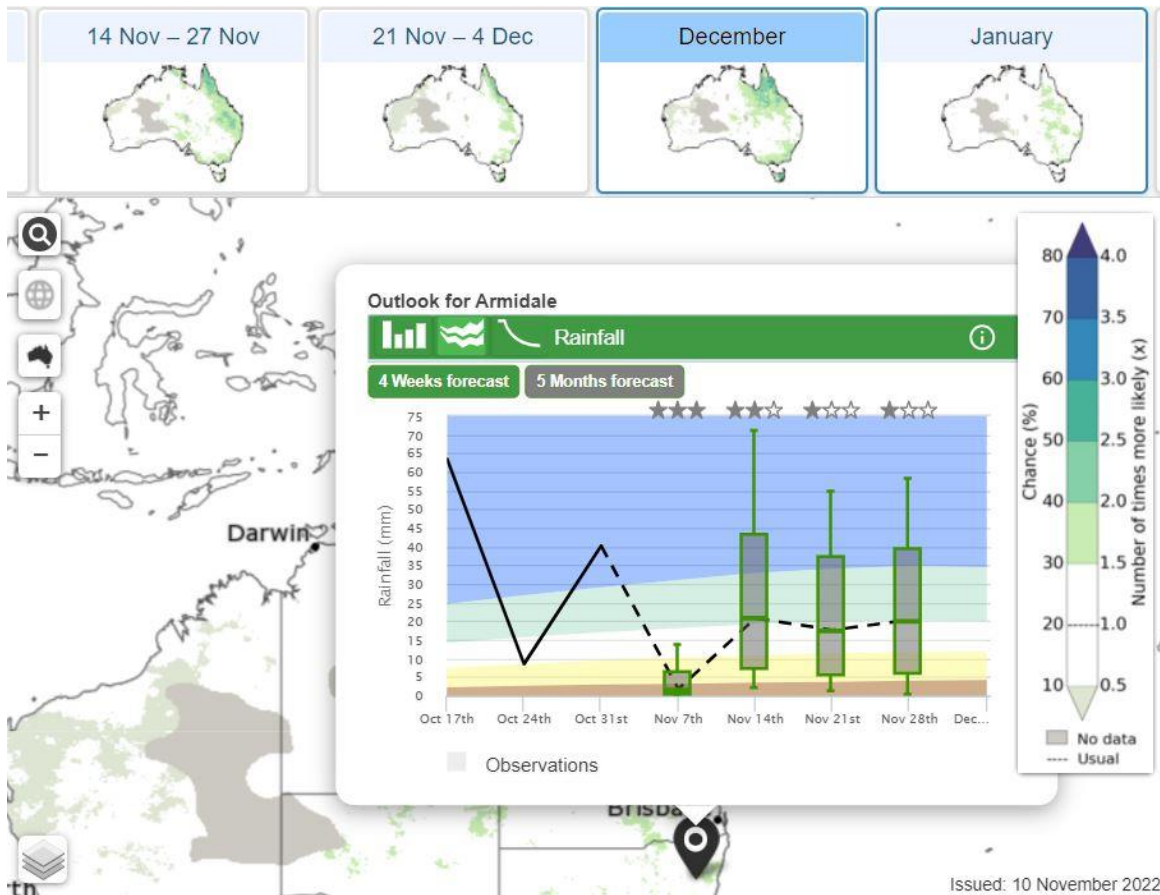 14 Nov – 27 Nov
21 Nov – 4 Dec
December
January
Outlook for Armidale
Rainfall
4 Weeks forecast
5 Months forecast
75
70
65
60
55
50
45
40
35
30
25
20
15
10
5
0
Rainfall (mm)
Oct 17th
Oct 24th
Oct 31st
Nov 7th
Nov 14th
Nov 21st
Nov 28th
Dec...
Observations
80
70
60
50
40
30
20
10
Chance (%)
4.0
3.5
3.0
2.5
2.0
1.5
1.0
0.5
Number of times more likely (x)
No data
Usual
+
−
Darwin
Brisba
th
Issued: 10 November 2022